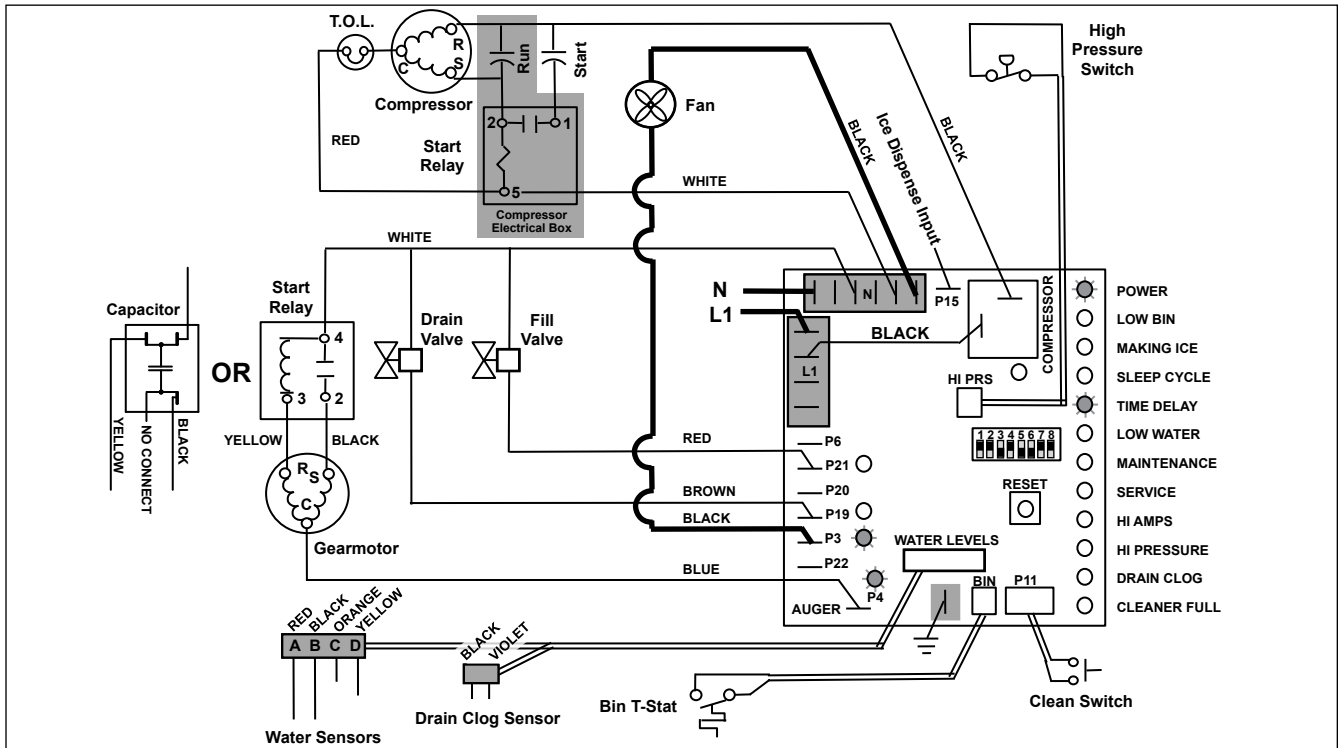 T.O.L.
R
S
C
Compressor
Run
Start
High
Pressure
Switch
Fan
2
1
Start
Relay
5
RED
BLACK
Ice Dispense Input
BLACK
WHITE
Compressor
Electrical Box
WHITE
Capacitor
Start
Relay
4
OR
3
2
Drain
Valve
Fill
Valve
N
L1
N
P15
BLACK
L1
COMPRESSOR
HI PRS
POWER
LOW BIN
MAKING ICE
SLEEP CYCLE
TIME DELAY
LOW WATER
MAINTENANCE
SERVICE
HI AMPS
HI PRESSURE
DRAIN CLOG
CLEANER FULL
YELLOW
NO CONNECT
BLACK
YELLOW
BLACK
R
S
C
Gearmotor
RED
BROWN
BLACK
BLUE
P6
P21
P20
P19
P3
P22
P4
AUGER
1 2 3 4 5 6 7 8
RESET
WATER LEVELS
BIN
P11
RED
BLACK
ORANGE
YELLOW
A B C D
Water Sensors
BLACK
VIOLET
Drain Clog Sensor
Bin T-Stat
Clean Switch